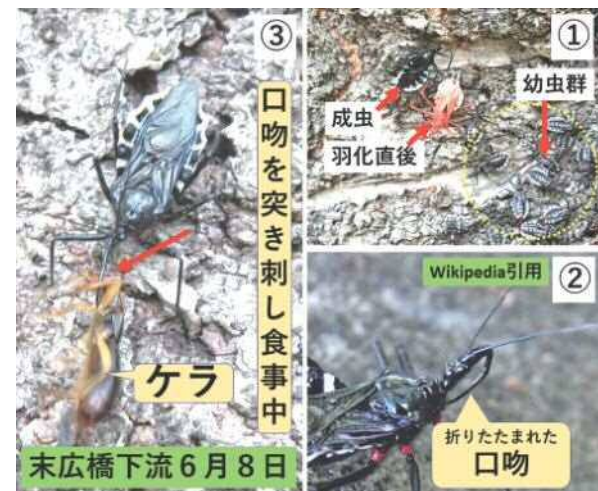 ③
口吻を突き刺し食事中
ケラ
末広橋下流6月8日
①
幼虫群
成虫
羽化直後
Wikipedia引用
②
折りたたまれた
口吻